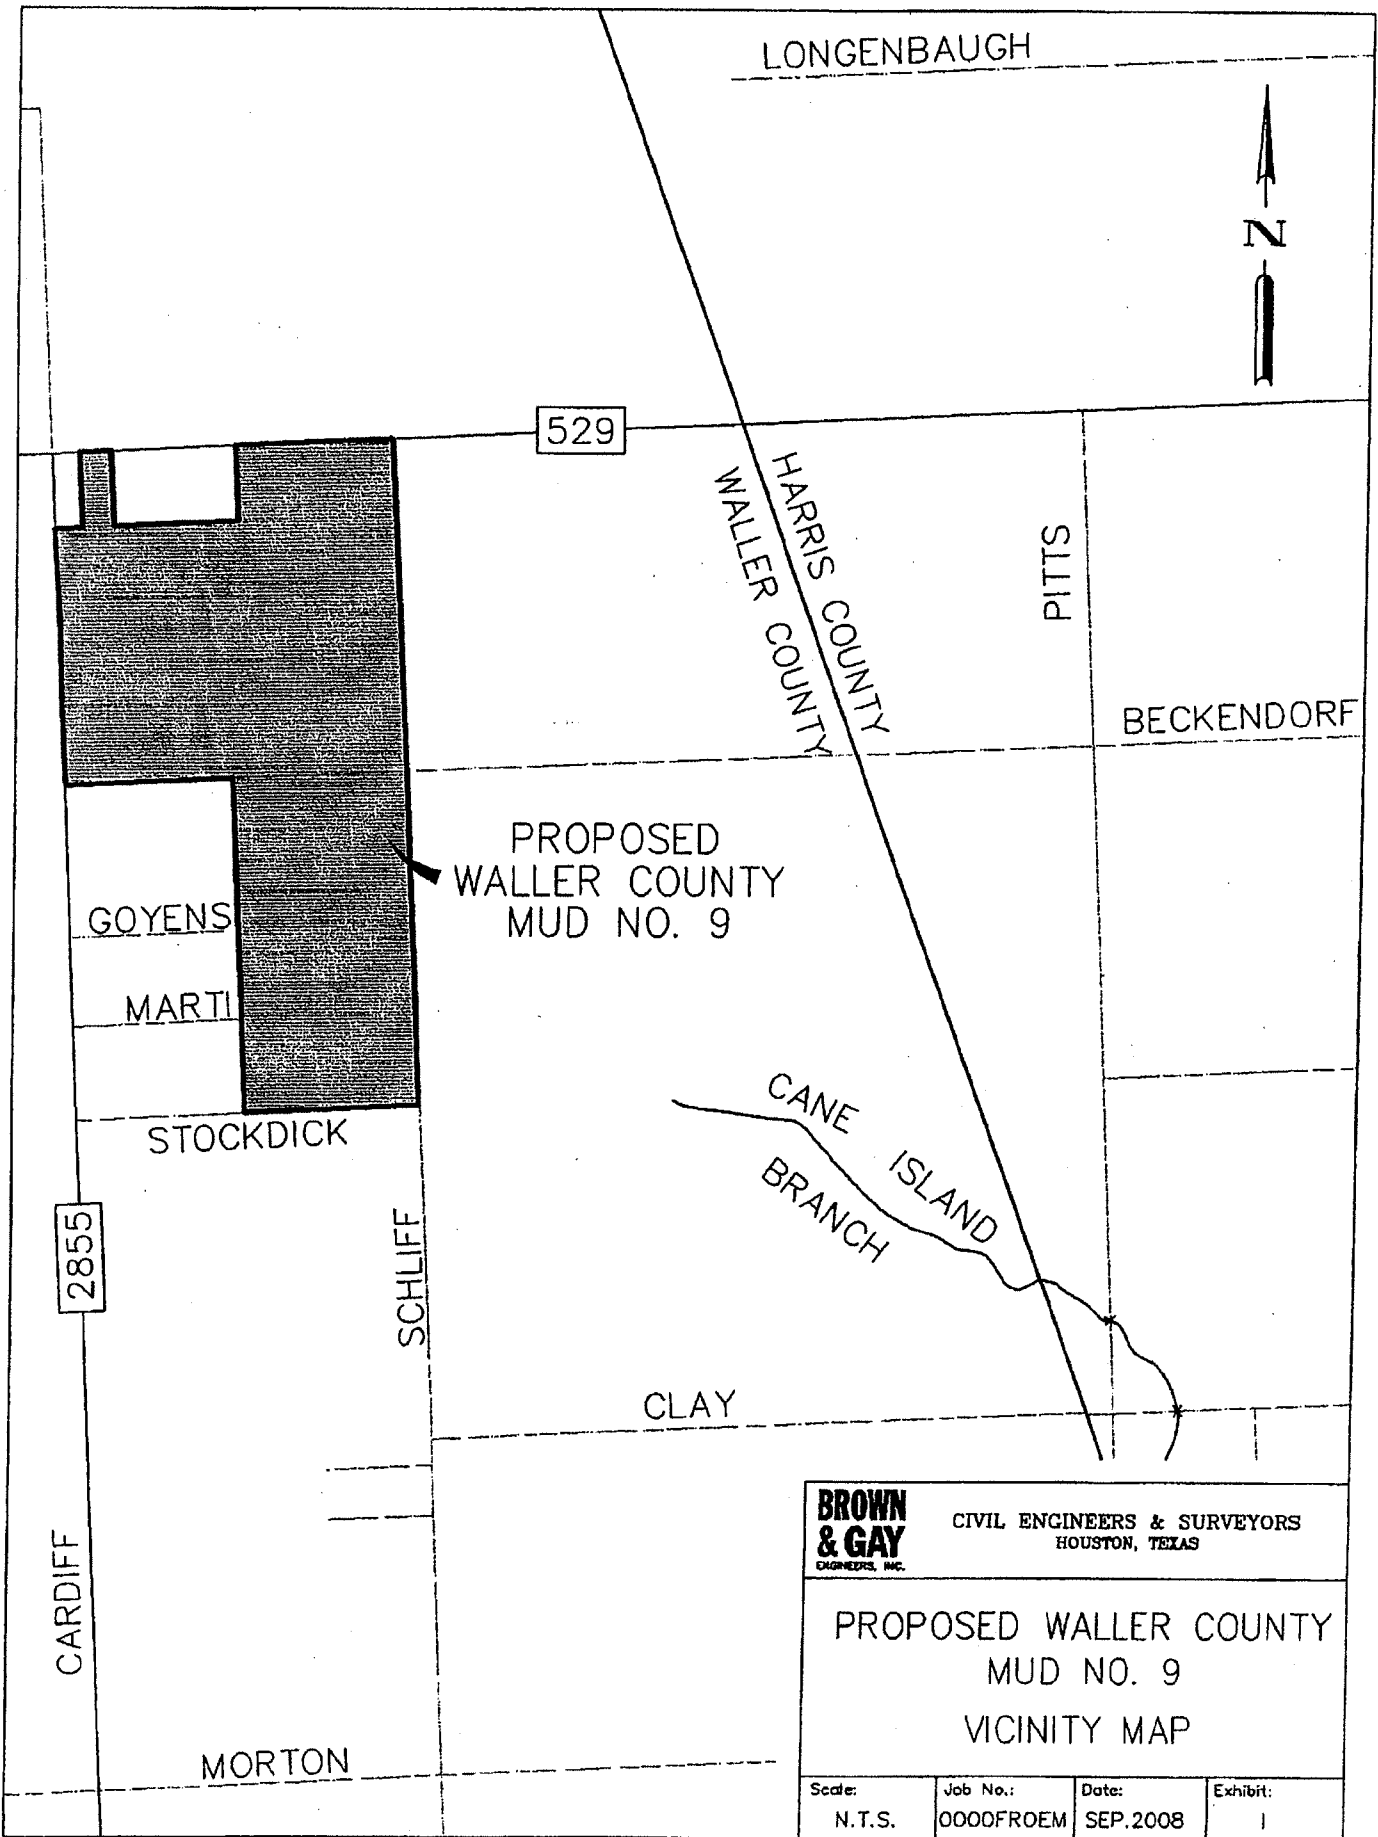 LONGENBAUGH
N
529
HARRIS COUNTY
WALLER COUNTY
PITTS
BECKENDORF
PROPOSED
WALLER COUNTY
MUD NO. 9
GOYENS
MARTI
STOCKDICK
CANE ISLAND
BRANCH
2855
SCHLIFF
CLAY
CARDIFF
MORTON
BROWN
& GAY
ENGINEERS, INC.
CIVIL ENGINEERS & SURVEYORS
HOUSTON, TEXAS
PROPOSED WALLER COUNTY
MUD NO. 9
VICINITY MAP
Scale:
N.T.S.
Job No.:
0000FROEM
Date:
SEP.2008
Exhibit:
1